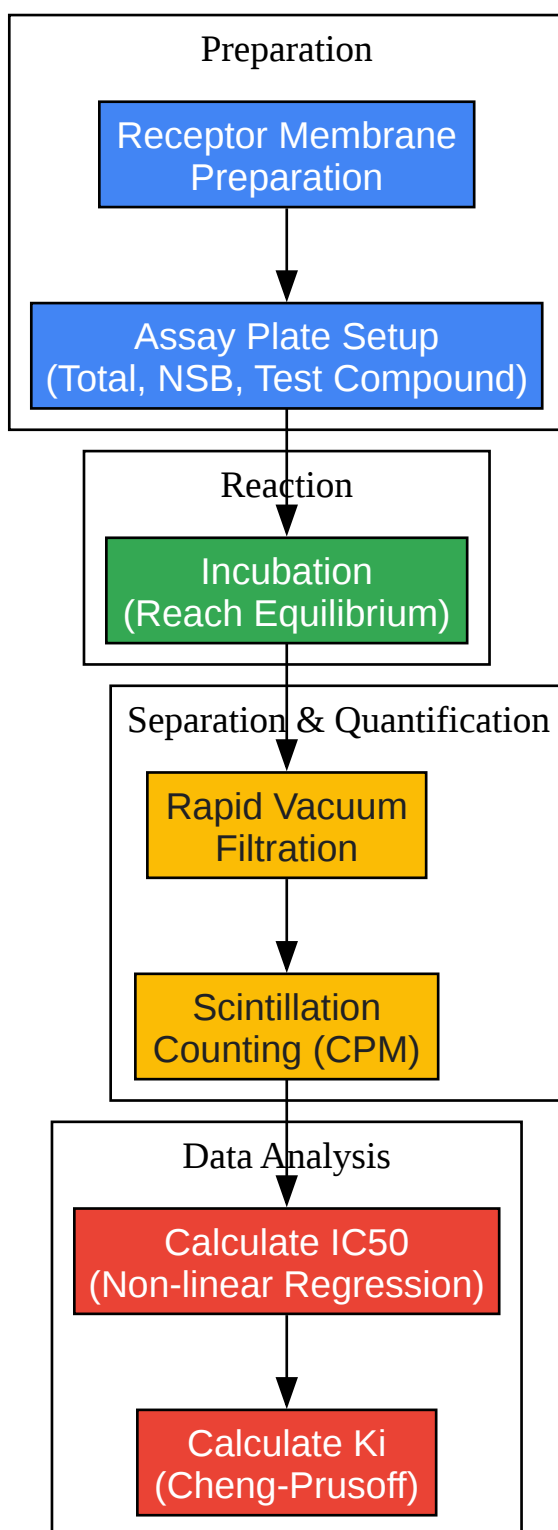 Preparation
Receptor Membrane
Preparation
Assay Plate Setup
(Total, NSB, Test Compound)
Reaction
Incubation
(Reach Equilibrium)
Separation & Quantification
Rapid Vacuum
Filtration
Scintillation
Counting (CPM)
Data Analysis
Calculate IC50
(Non-linear Regression)
Calculate Ki
(Cheng-Prusoff)